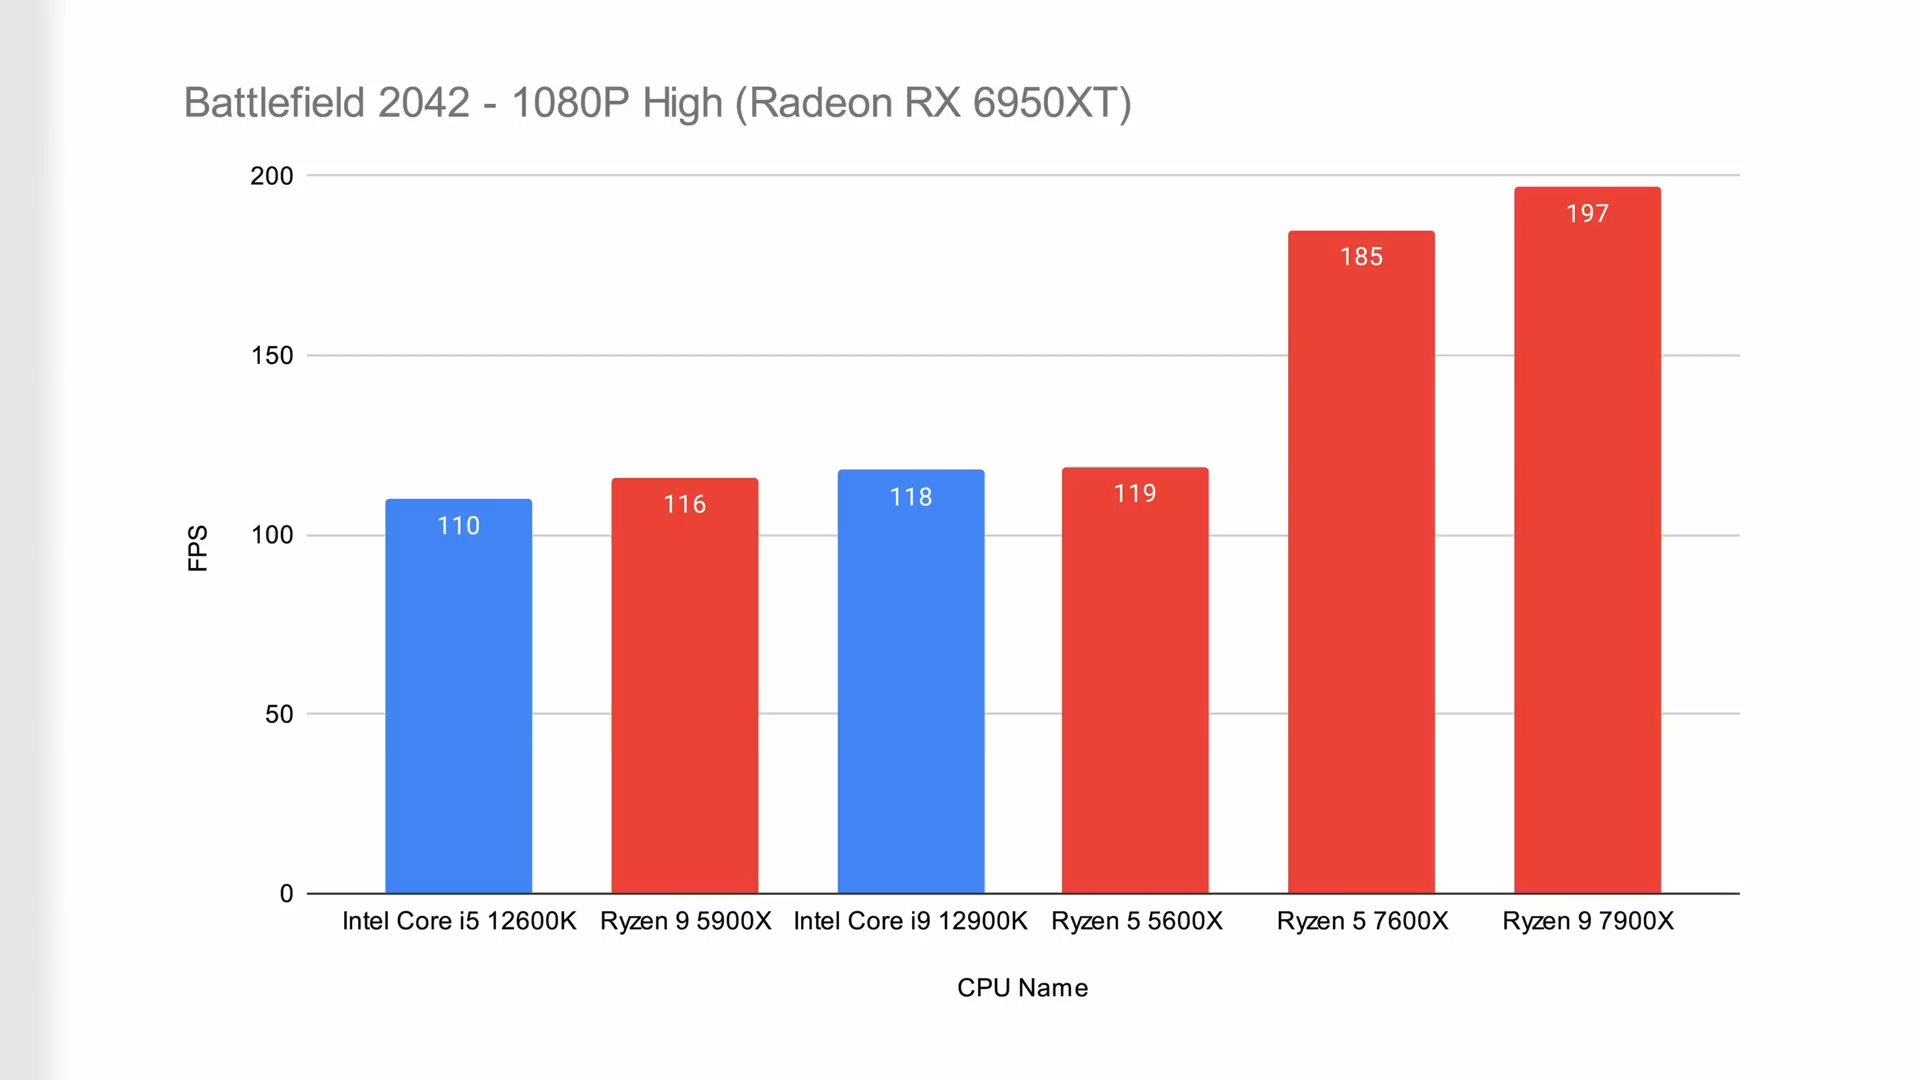 Battlefield 2042 - 1080P High (Radeon RX 6950XT)
200
150
100
50
0
FPS
110
116
118
119
185
197
Intel Core i5 12600K
Ryzen 9 5900X
Intel Core i9 12900K
Ryzen 5 5600X
Ryzen 5 7600X
Ryzen 9 7900X
CPU Name